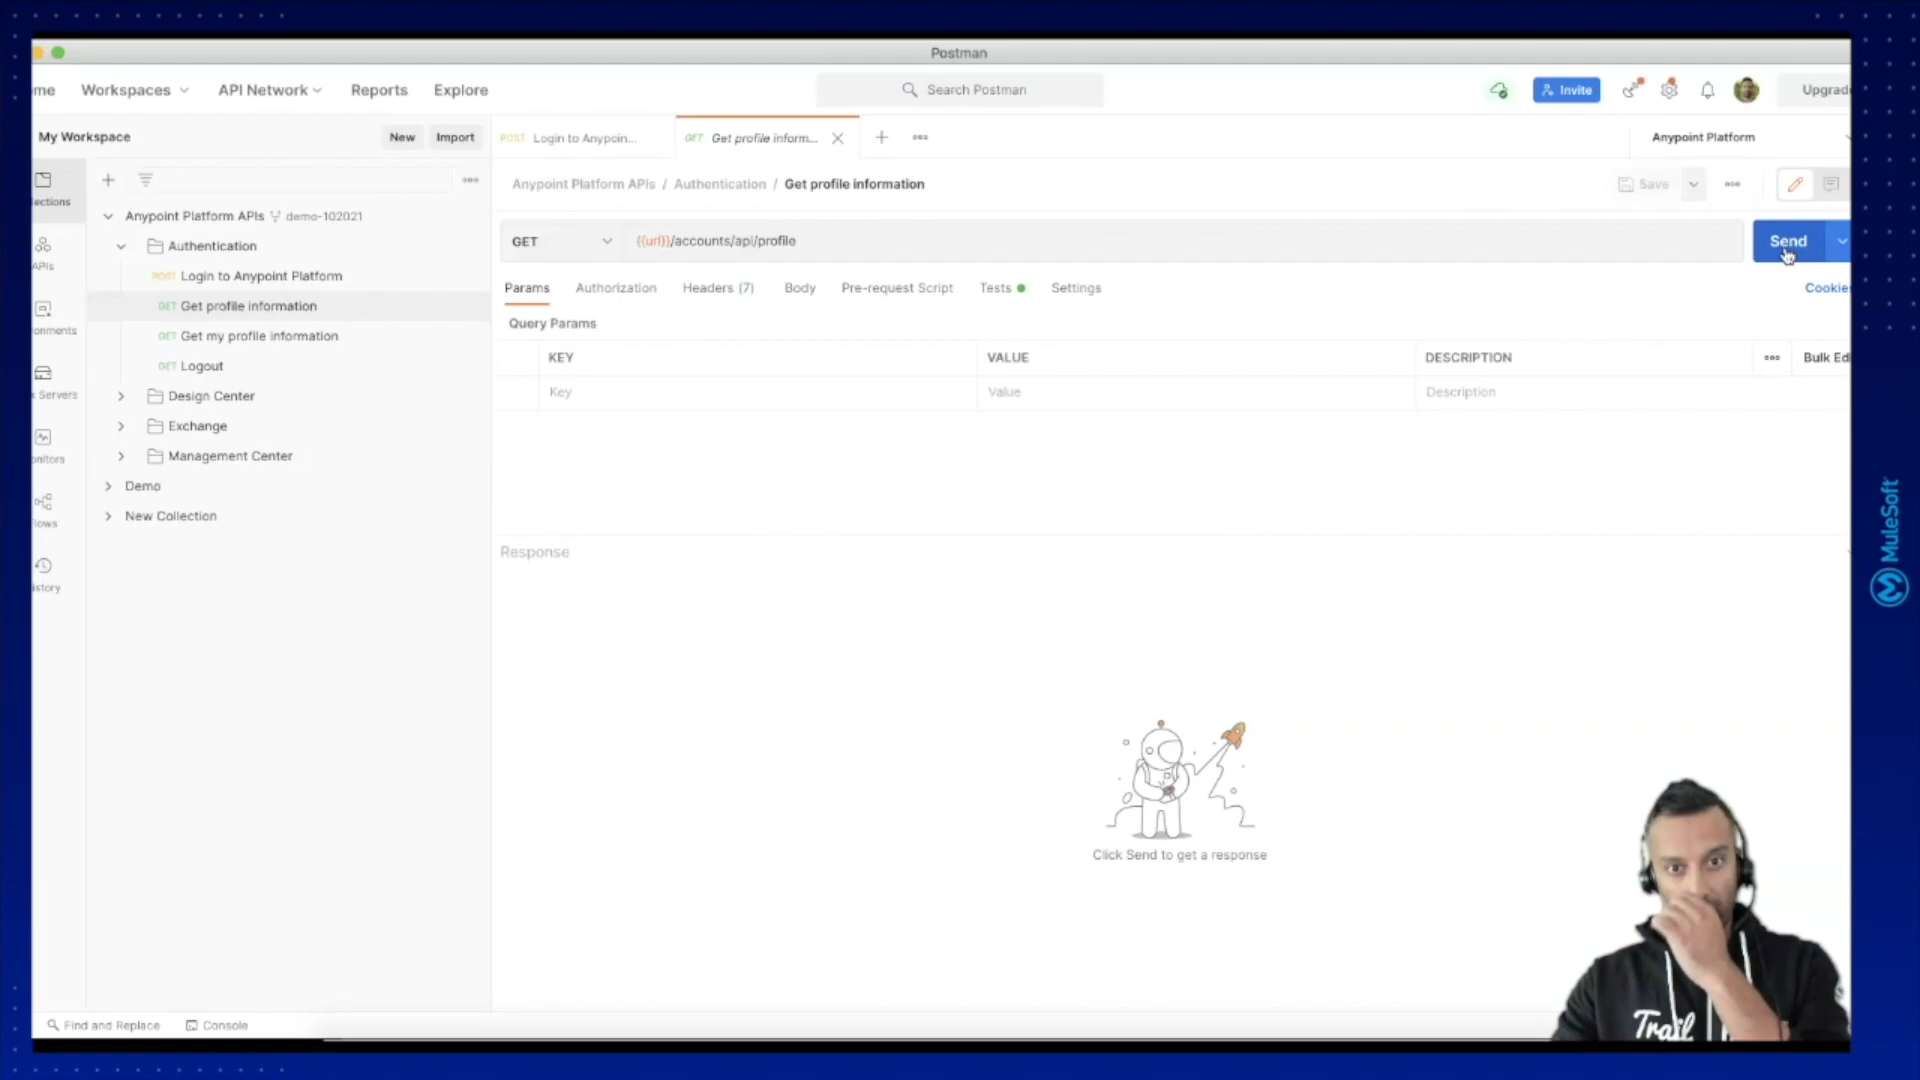 Postman
me Workspaces API Network Reports Explore Search Postman Invite Upgrad
My Workspace New Import POST Login to Anypoin... GET Get profile inform... Anypoint Platform
Anypoint Platform APIs / Authentication / Get profile information Save
lections
Anypoint Platform APIs demo-102021
GET {{url}}/accounts/api/profile Send
Authentication
APIs
POST Login to Anypoint Platform
Params Authorization Headers (7) Body Pre-request Script Tests Settings Cookies
GET Get profile information
Query Params
onments
GET Get my profile information
KEY VALUE DESCRIPTION Bulk Edi
GET Logout
Key Value Description
k Servers
Design Center
Exchange
Management Center
onitors
Demo
New Collection
lows
Response
istory
Click Send to get a response
Find and Replace Console
Trail
MuleSoft